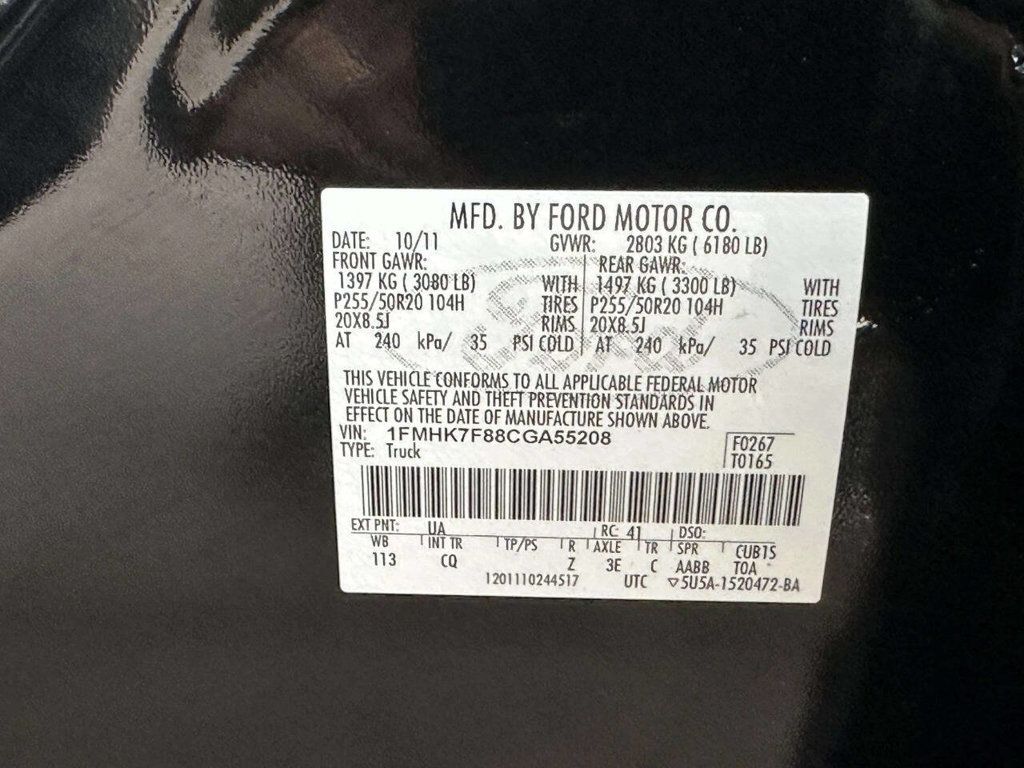 MFD. BY FORD MOTOR CO.
DATE: 10/11 GVWR: 2803 KG ( 6180 LB)
FRONT GAWR: REAR GAWR:
1397 KG ( 3080 LB) WITH 1497 KG ( 3300 LB) WITH
P255/50R20 104H TIRES P255/50R20 104H TIRES
20X8.5J RIMS 20X8.5J RIMS
AT 240 kPa/ 35 PSI COLD AT 240 kPa/ 35 PSI COLD
THIS VEHICLE CONFORMS TO ALL APPLICABLE FEDERAL MOTOR
VEHICLE SAFETY AND THEFT PREVENTION STANDARDS IN
EFFECT ON THE DATE OF MANUFACTURE SHOWN ABOVE.
VIN: 1FMHK7F88CGA55208 F0267
TYPE: Truck T0165
EXT PNT: UA RC: 41 DSO:
WB INT TR TP/PS R AXLE TR SPR CUB1S
113 CQ Z 3E C AABB TOA
1201110244517 UTC ▽5U5A-1520472-BA